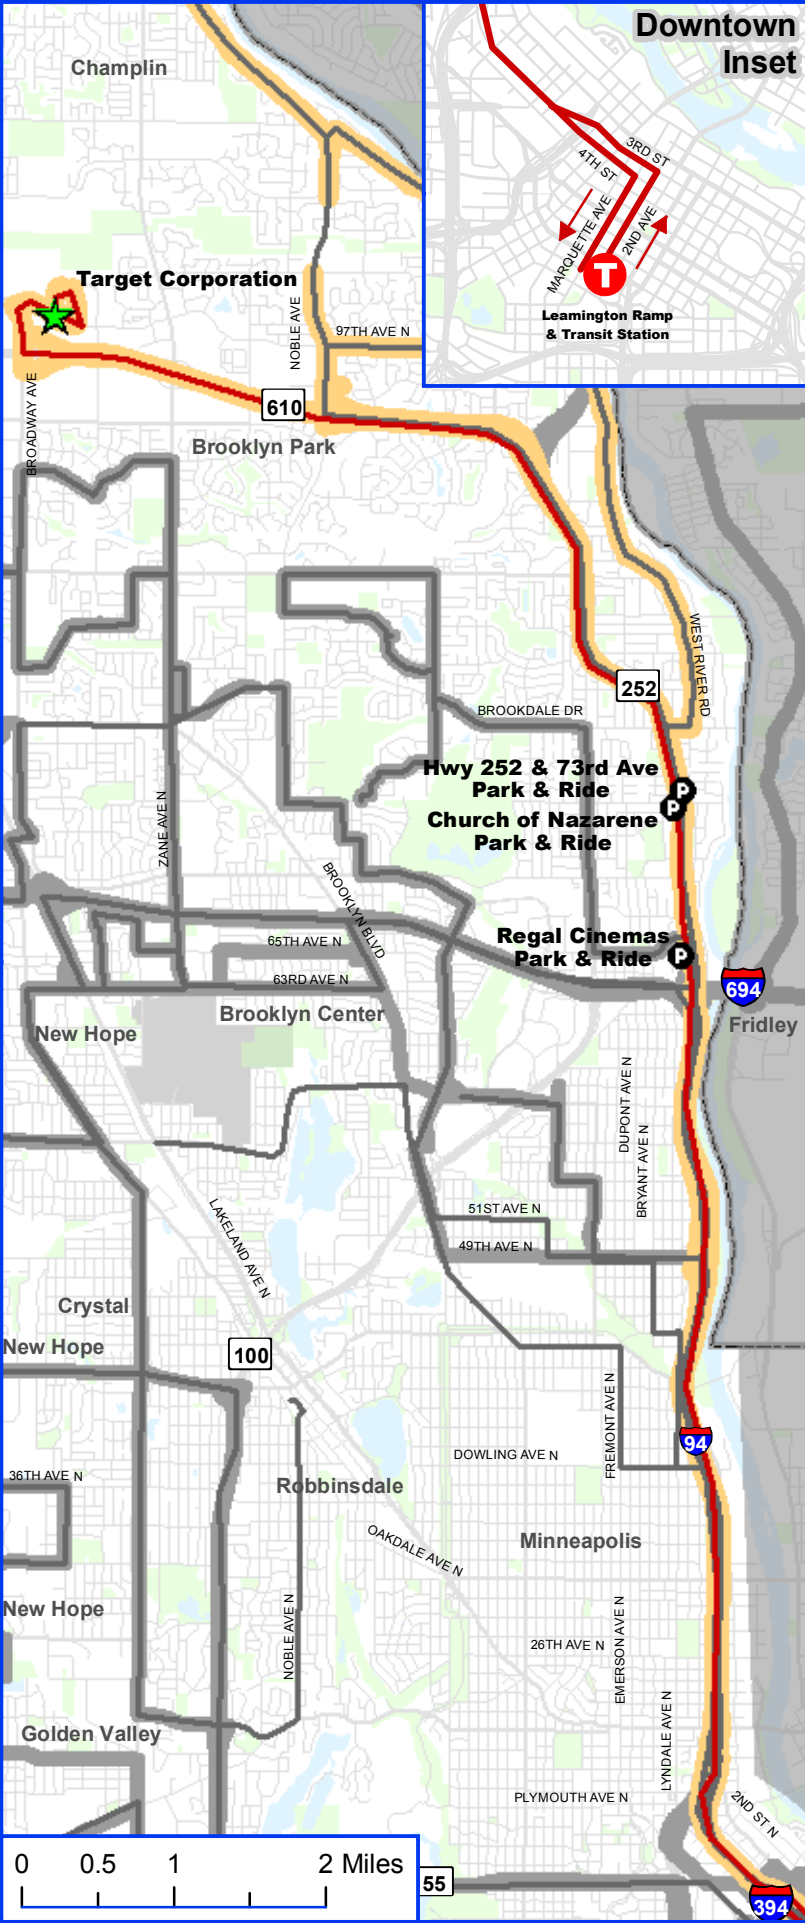 Downtown
Inset
Champlin
3RD ST
4TH ST
MARQUETTE AVE
2ND AVE
T
Leamington Ramp
& Transit Station
Target Corporation
NOBLE AVE
97TH AVE N
BROADWAY AVE
610
Brooklyn Park
WEST RIVER RD
252
BROOKDALE DR
Hwy 252 & 73rd Ave
Park & Ride
P
P
Church of Nazarene
Park & Ride
ZANE AVE N
BROOKLYN BLVD
65TH AVE N
Regal Cinemas
Park & Ride
P
63RD AVE N
694
Brooklyn Center
New Hope
Fridley
DUPONT AVE N
BRYANT AVE N
51ST AVE N
49TH AVE N
LAKELAND AVE N
Crystal
New Hope
100
FREMONT AVE N
94
DOWLING AVE N
36TH AVE N
Robbinsdale
OAKDALE AVE N
Minneapolis
New Hope
NOBLE AVE N
EMERSON AVE N
26TH AVE N
Golden Valley
LYNDALE AVE N
PLYMOUTH AVE N
2ND ST N
0 0.5 1 2 Miles
55
394